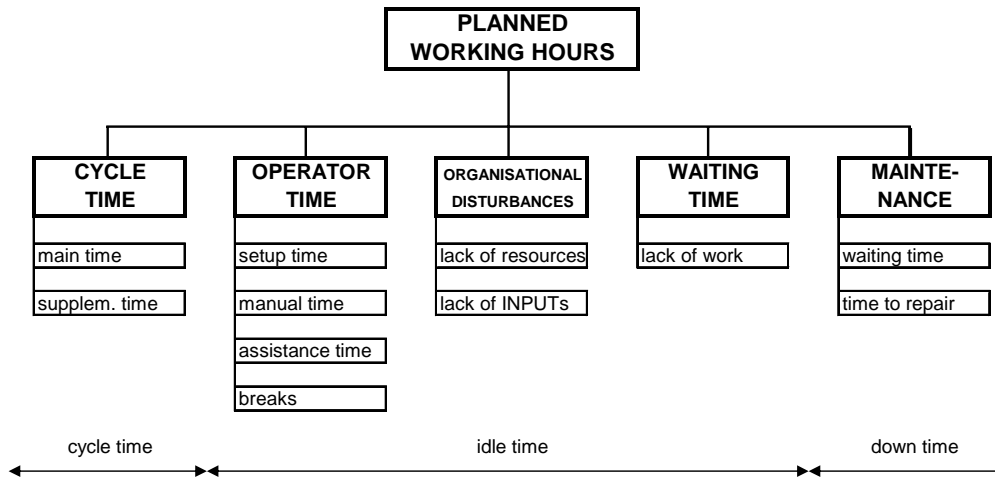 PLANNED
WORKING HOURS
CYCLE
TIME
OPERATOR
TIME
ORGANISATIONAL
DISTURBANCES
WAITING
TIME
MAINTE-
NANCE
main time
supplem. time
setup time
manual time
assistance time
breaks
lack of resources
lack of INPUTs
lack of work
waiting time
time to repair
cycle time
idle time
down time